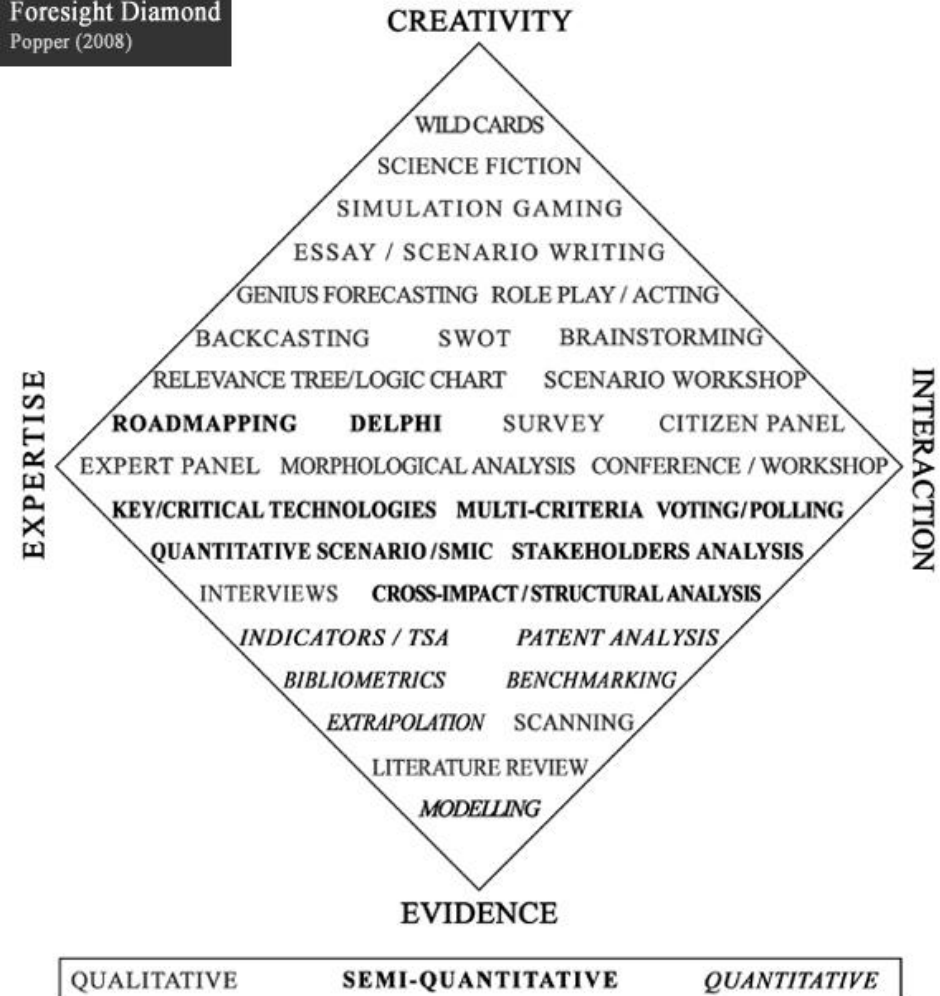 Foresight Diamond
Popper (2008)
CREATIVITY
WILD CARDS
SCIENCE FICTION
SIMULATION GAMING
ESSAY / SCENARIO WRITING
GENIUS FORECASTING ROLE PLAY / ACTING
BACKCASTING SWOT BRAINSTORMING
RELEVANCE TREE/LOGIC CHART SCENARIO WORKSHOP
ROADMAPPING DELPHI SURVEY CITIZEN PANEL
EXPERTISE
EXPERT PANEL MORPHOLOGICAL ANALYSIS CONFERENCE / WORKSHOP
INTERACTION
KEY/CRITICAL TECHNOLOGIES MULTI-CRITERIA VOTING/POLLING
QUANTITATIVE SCENARIO/SMIC STAKEHOLDERS ANALYSIS
INTERVIEWS CROSS-IMPACT / STRUCTURAL ANALYSIS
INDICATORS / TSA PATENT ANALYSIS
BIBLIOMETRICS BENCHMARKING
EXTRAPOLATION SCANNING
LITERATURE REVIEW
MODELLING
EVIDENCE
QUALITATIVE SEMI-QUANTITATIVE QUANTITATIVE